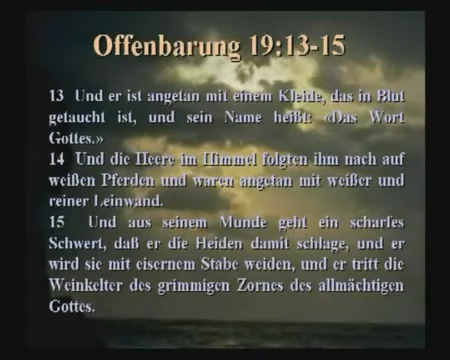 Offenbarung 19:13-15
13 Und er ist angetan mit einem Kleide, das in Blut
getaucht ist, und sein Name heißt: «Das Wort
Gottes.»
14 Und die Heere im Himmel folgten ihm nach auf
weißen Pferden und waren angetan mit weißer und
reiner Leinwand.
15 Und aus seinem Munde geht ein scharfes
Schwert, daß er die Heiden damit schlage, und er
wird sie mit eisernem Stabe weiden, und er tritt die
Weinkelter des grimmigen Zornes des allmächtigen
Gottes.